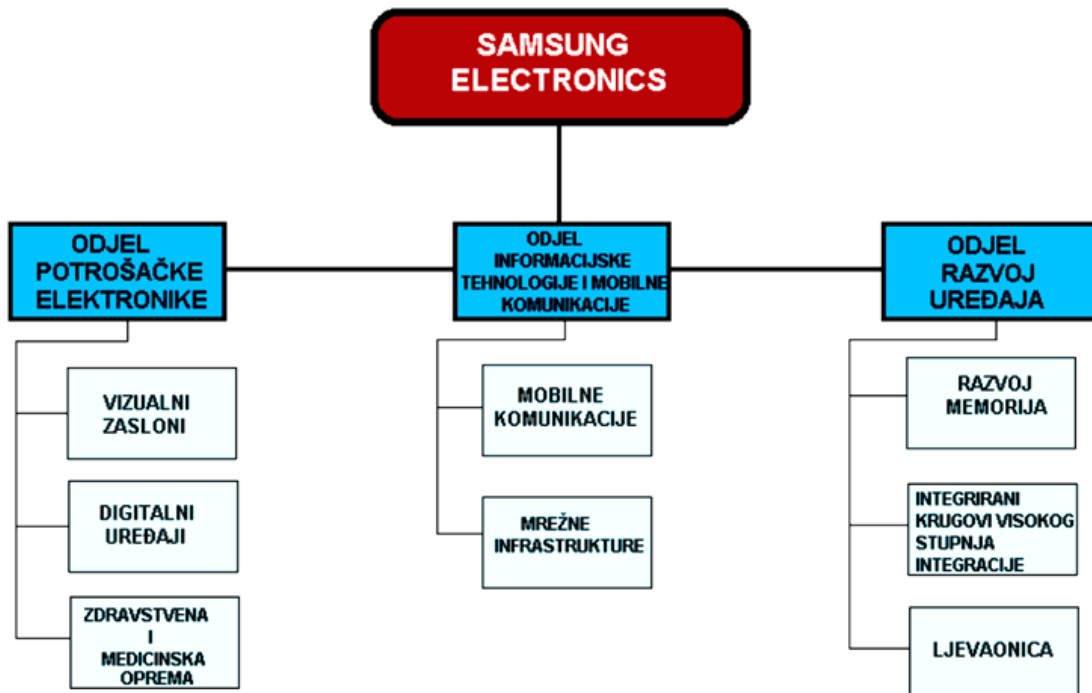 SAMSUNG
ELECTRONICS
ODJEL
POTROŠAČKE
ELEKTRONIKE
VIZUALNI
ZASLONI
DIGITALNI
UREĐAJI
ZDRAVSTVENA
I
MEDICINSKA
OPREMA
ODJEL
INFORMACIJSKE
TEHNOLOGIJE I MOBILNE
KOMUNIKACIJE
MOBILNE
KOMUNIKACIJE
MREŽNE
INFRASTRUKTURE
ODJEL
RAZVOJ
UREĐAJA
RAZVOJ
MEMORIJA
INTEGRIRANI
KRUGOVI VISOKOG
STUPNJA
INTEGRACIJE
LJEVAONICA